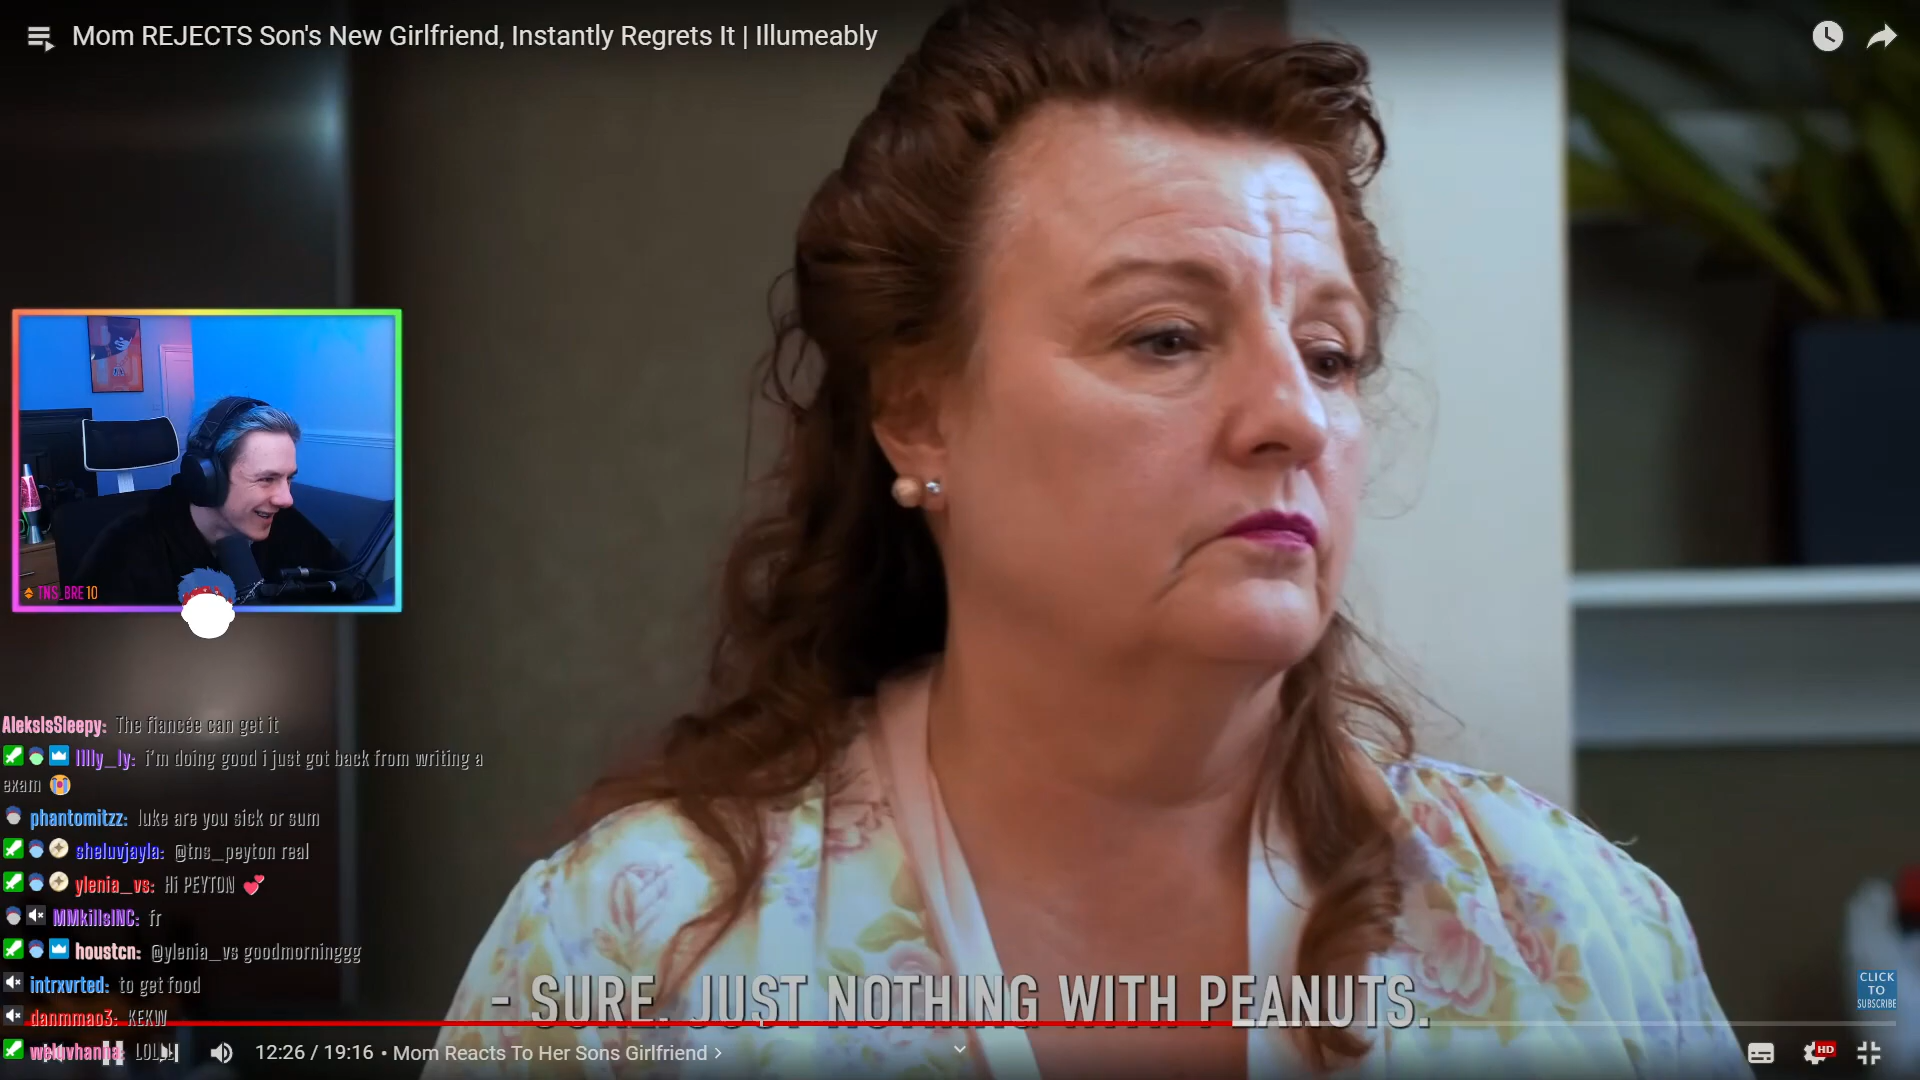 Mom REJECTS Son's New Girlfriend, Instantly Regrets It | Illumeably
TNS_BRE 10
AleksIsSleepy: The fiancée can get it
lllly_ly: i'm doing good i just got back from writing a
exam
phantomitzz: luke are you sick or sum
sheluvjayla: @tns_peyton real
ylenia_vs: Hi PEYTON
MMkillsINC: fr
houstcn: @ylenia_vs goodmorninggg
intrxvrted: to get food
danmmao3: KEKW
weluvhanna: LOL
- SURE. JUST NOTHING WITH PEANUTS.
CLICK
TO
SUBSCRIBE
12:26 / 19:16 • Mom Reacts To Her Sons Girlfriend >
HD